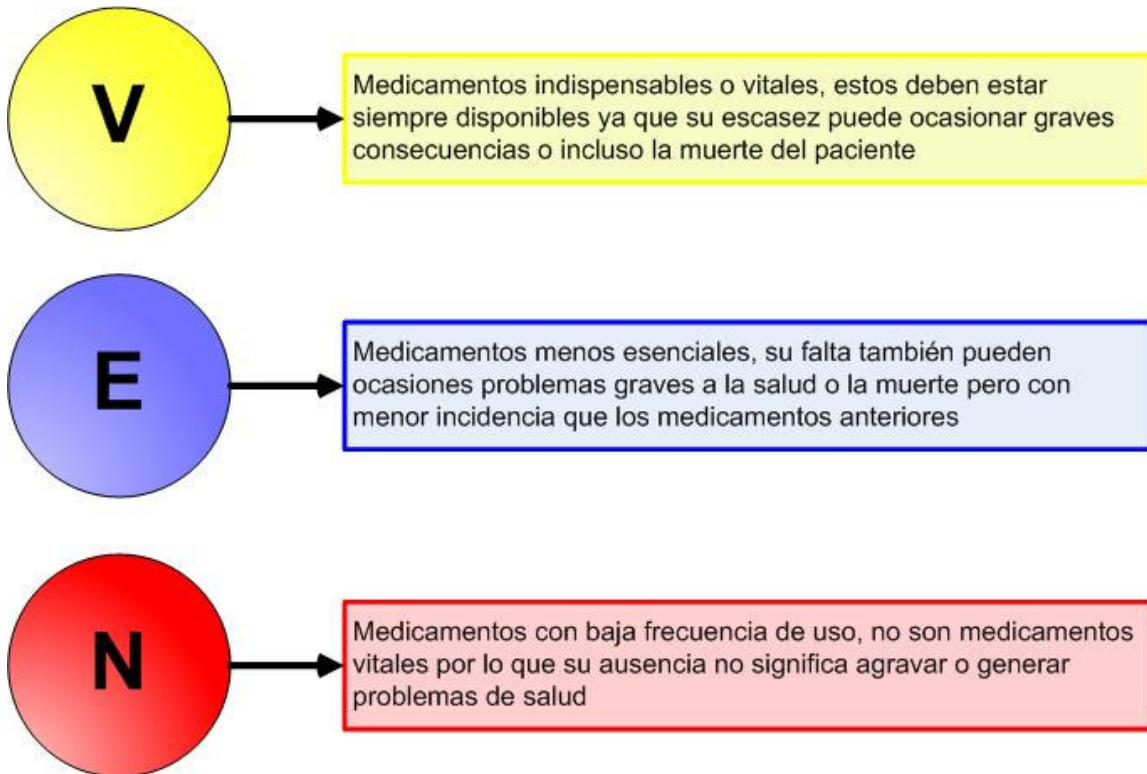 V
Medicamentos indispensables o vitales, estos deben estar
siempre disponibles ya que su escasez puede ocasionar graves
consecuencias o incluso la muerte del paciente
E
Medicamentos menos esenciales, su falta también pueden
ocasiones problemas graves a la salud o la muerte pero con
menor incidencia que los medicamentos anteriores
N
Medicamentos con baja frecuencia de uso, no son medicamentos
vitales por lo que su ausencia no significa agravar o generar
problemas de salud